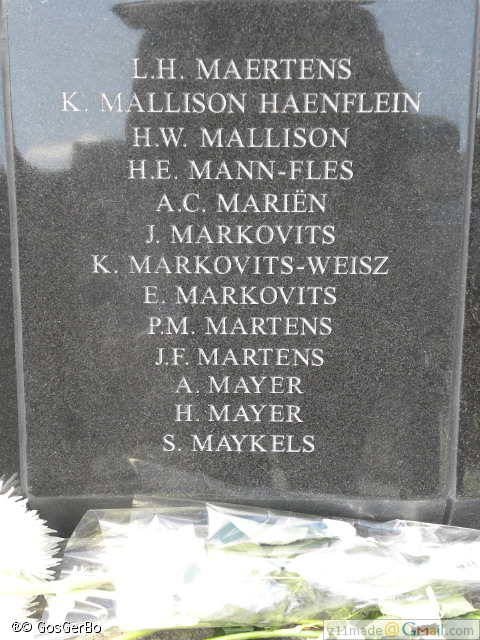 L.H. MAERTENS
K. MALLISON HAENFLEIN
H.W. MALLISON
H.E. MANN-FLES
A.C. MARIËN
J. MARKOVITS
K. MARKOVITS-WEISZ
E. MARKOVITS
P.M. MARTENS
J.F. MARTENS
A. MAYER
H. MAYER
S. MAYKELS
®© GosGerBo
z11made@Gmail.com